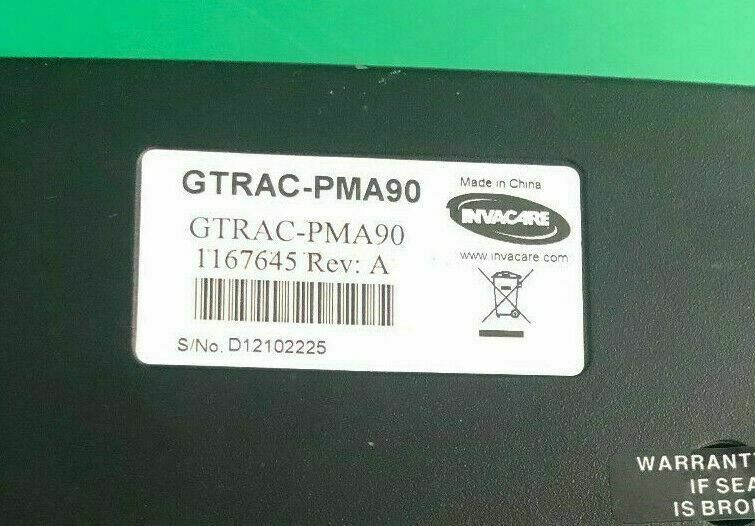 GTRAC-PMA90
Made in China
INVACARE
www.invacare.com
GTRAC-PMA90
1167645 Rev: A
S/No. D12102225
WARRANT
IF SEA
IS BRO